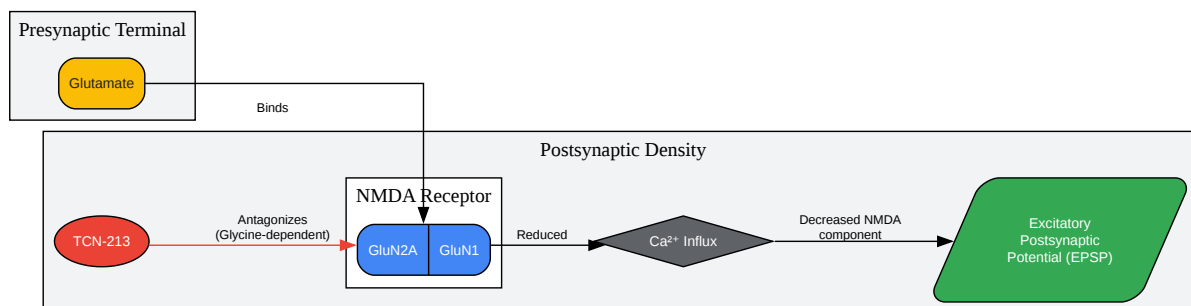 Presynaptic Terminal
Glutamate
Binds
Postsynaptic Density
NMDA Receptor
TCN-213
Antagonizes
(Glycine-dependent)
GluN2A
GluN1
Reduced
Ca²⁺ Influx
Decreased NMDA
component
Excitatory
Postsynaptic
Potential (EPSP)